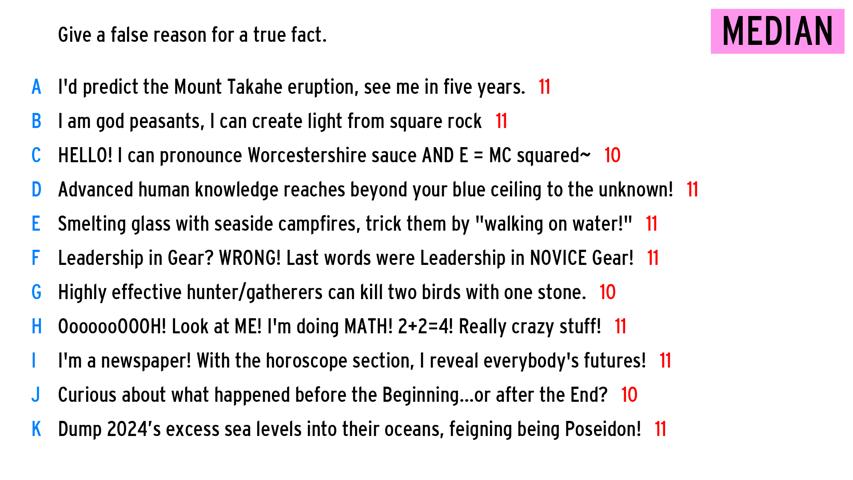 Give a false reason for a true fact.
MEDIAN
A I'd predict the Mount Takahe eruption, see me in five years. 11
B I am god peasants, I can create light from square rock 11
C HELLO! I can pronounce Worcestershire sauce AND E = MC squared~ 10
D Advanced human knowledge reaches beyond your blue ceiling to the unknown! 11
E Smelting glass with seaside campfires, trick them by "walking on water!" 11
F Leadership in Gear? WRONG! Last words were Leadership in NOVICE Gear! 11
G Highly effective hunter/gatherers can kill two birds with one stone. 10
H OoooooOOOH! Look at ME! I'm doing MATH! 2+2=4! Really crazy stuff! 11
I I'm a newspaper! With the horoscope section, I reveal everybody's futures! 11
J Curious about what happened before the Beginning...or after the End? 10
K Dump 2024's excess sea levels into their oceans, feigning being Poseidon! 11